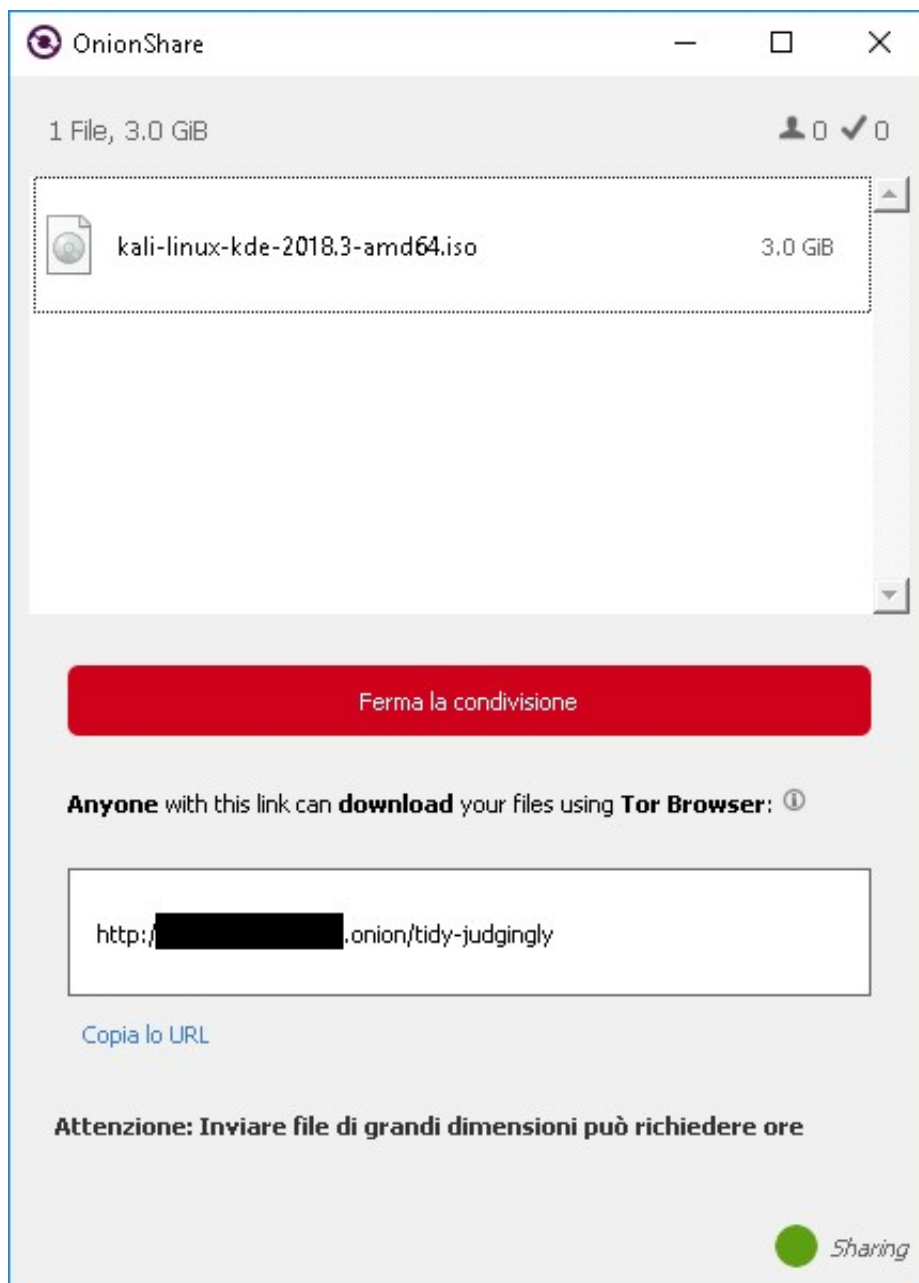 OnionShare
1 File, 3.0 GiB
0 0
kali-linux-kde-2018.3-amd64.iso 3.0 GiB
Ferma la condivisione
Anyone with this link can download your files using Tor Browser:
http:/ .onion/tidy-judgingly
Copia lo URL
Attenzione: Inviare file di grandi dimensioni può richiedere ore
Sharing